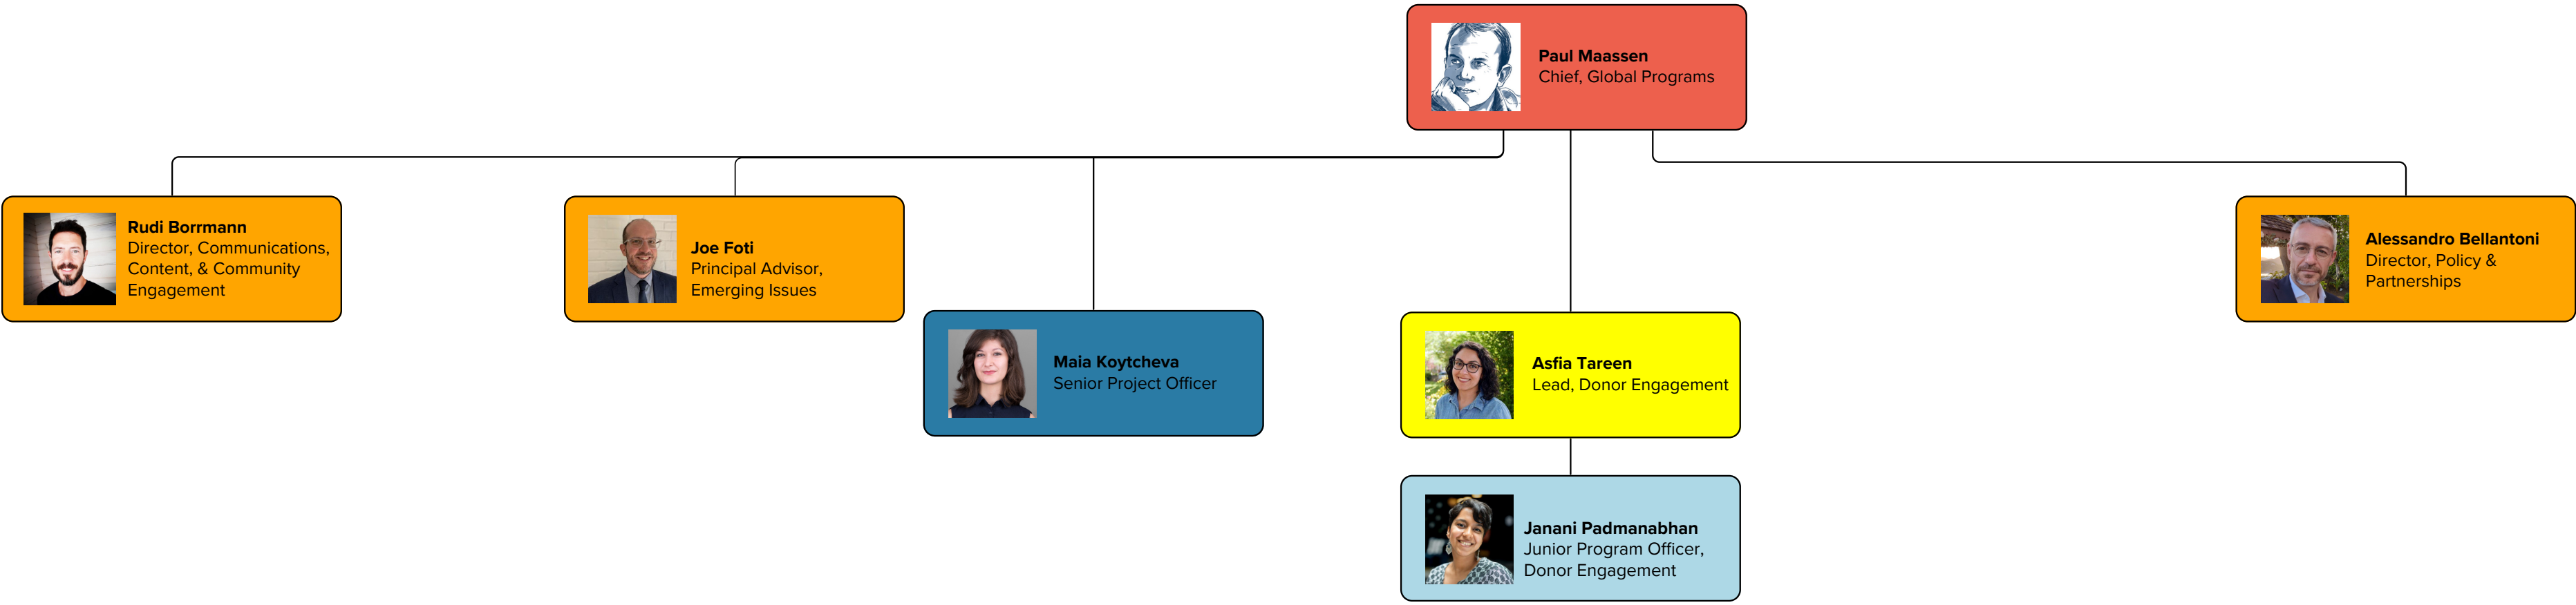 Paul Maassen
Chief, Global Programs
Rudi Borrmann
Director, Communications,
Content, & Community
Engagement
Joe Foti
Principal Advisor,
Emerging Issues
Alessandro Bellantoni
Director, Policy &
Partnerships
Maia Koytcheva
Senior Project Officer
Asfia Tareen
Lead, Donor Engagement
Janani Padmanabhan
Junior Program Officer,
Donor Engagement